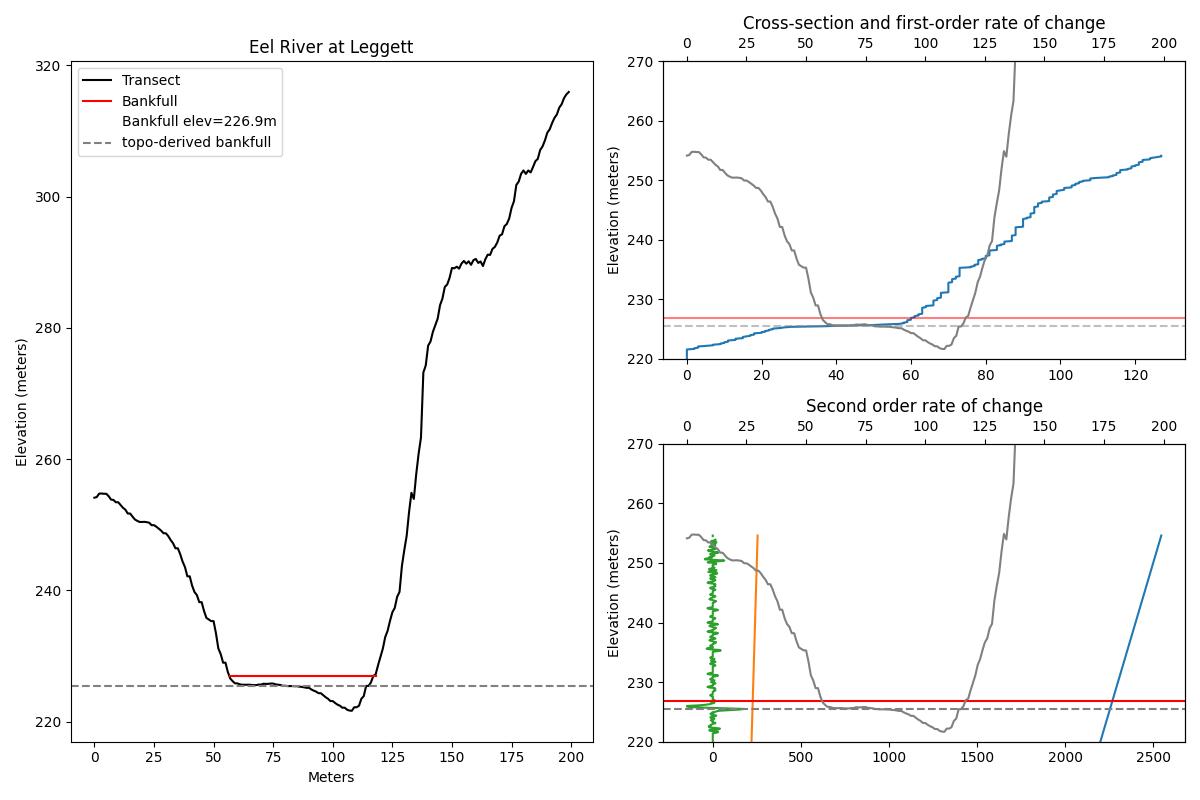 Eel River at Leggett
Transect
Bankfull
Bankfull elev=226.9m
topo-derived bankfull
320
300
280
260
240
220
Elevation (meters)
0 25 50 75 100 125 150 175 200
Meters
Cross-section and first-order rate of change
0 25 50 75 100 125 150 175 200
270
260
250
240
230
220
Elevation (meters)
0 20 40 60 80 100 120
Second order rate of change
0 25 50 75 100 125 150 175 200
270
260
250
240
230
220
Elevation (meters)
0 500 1000 1500 2000 2500